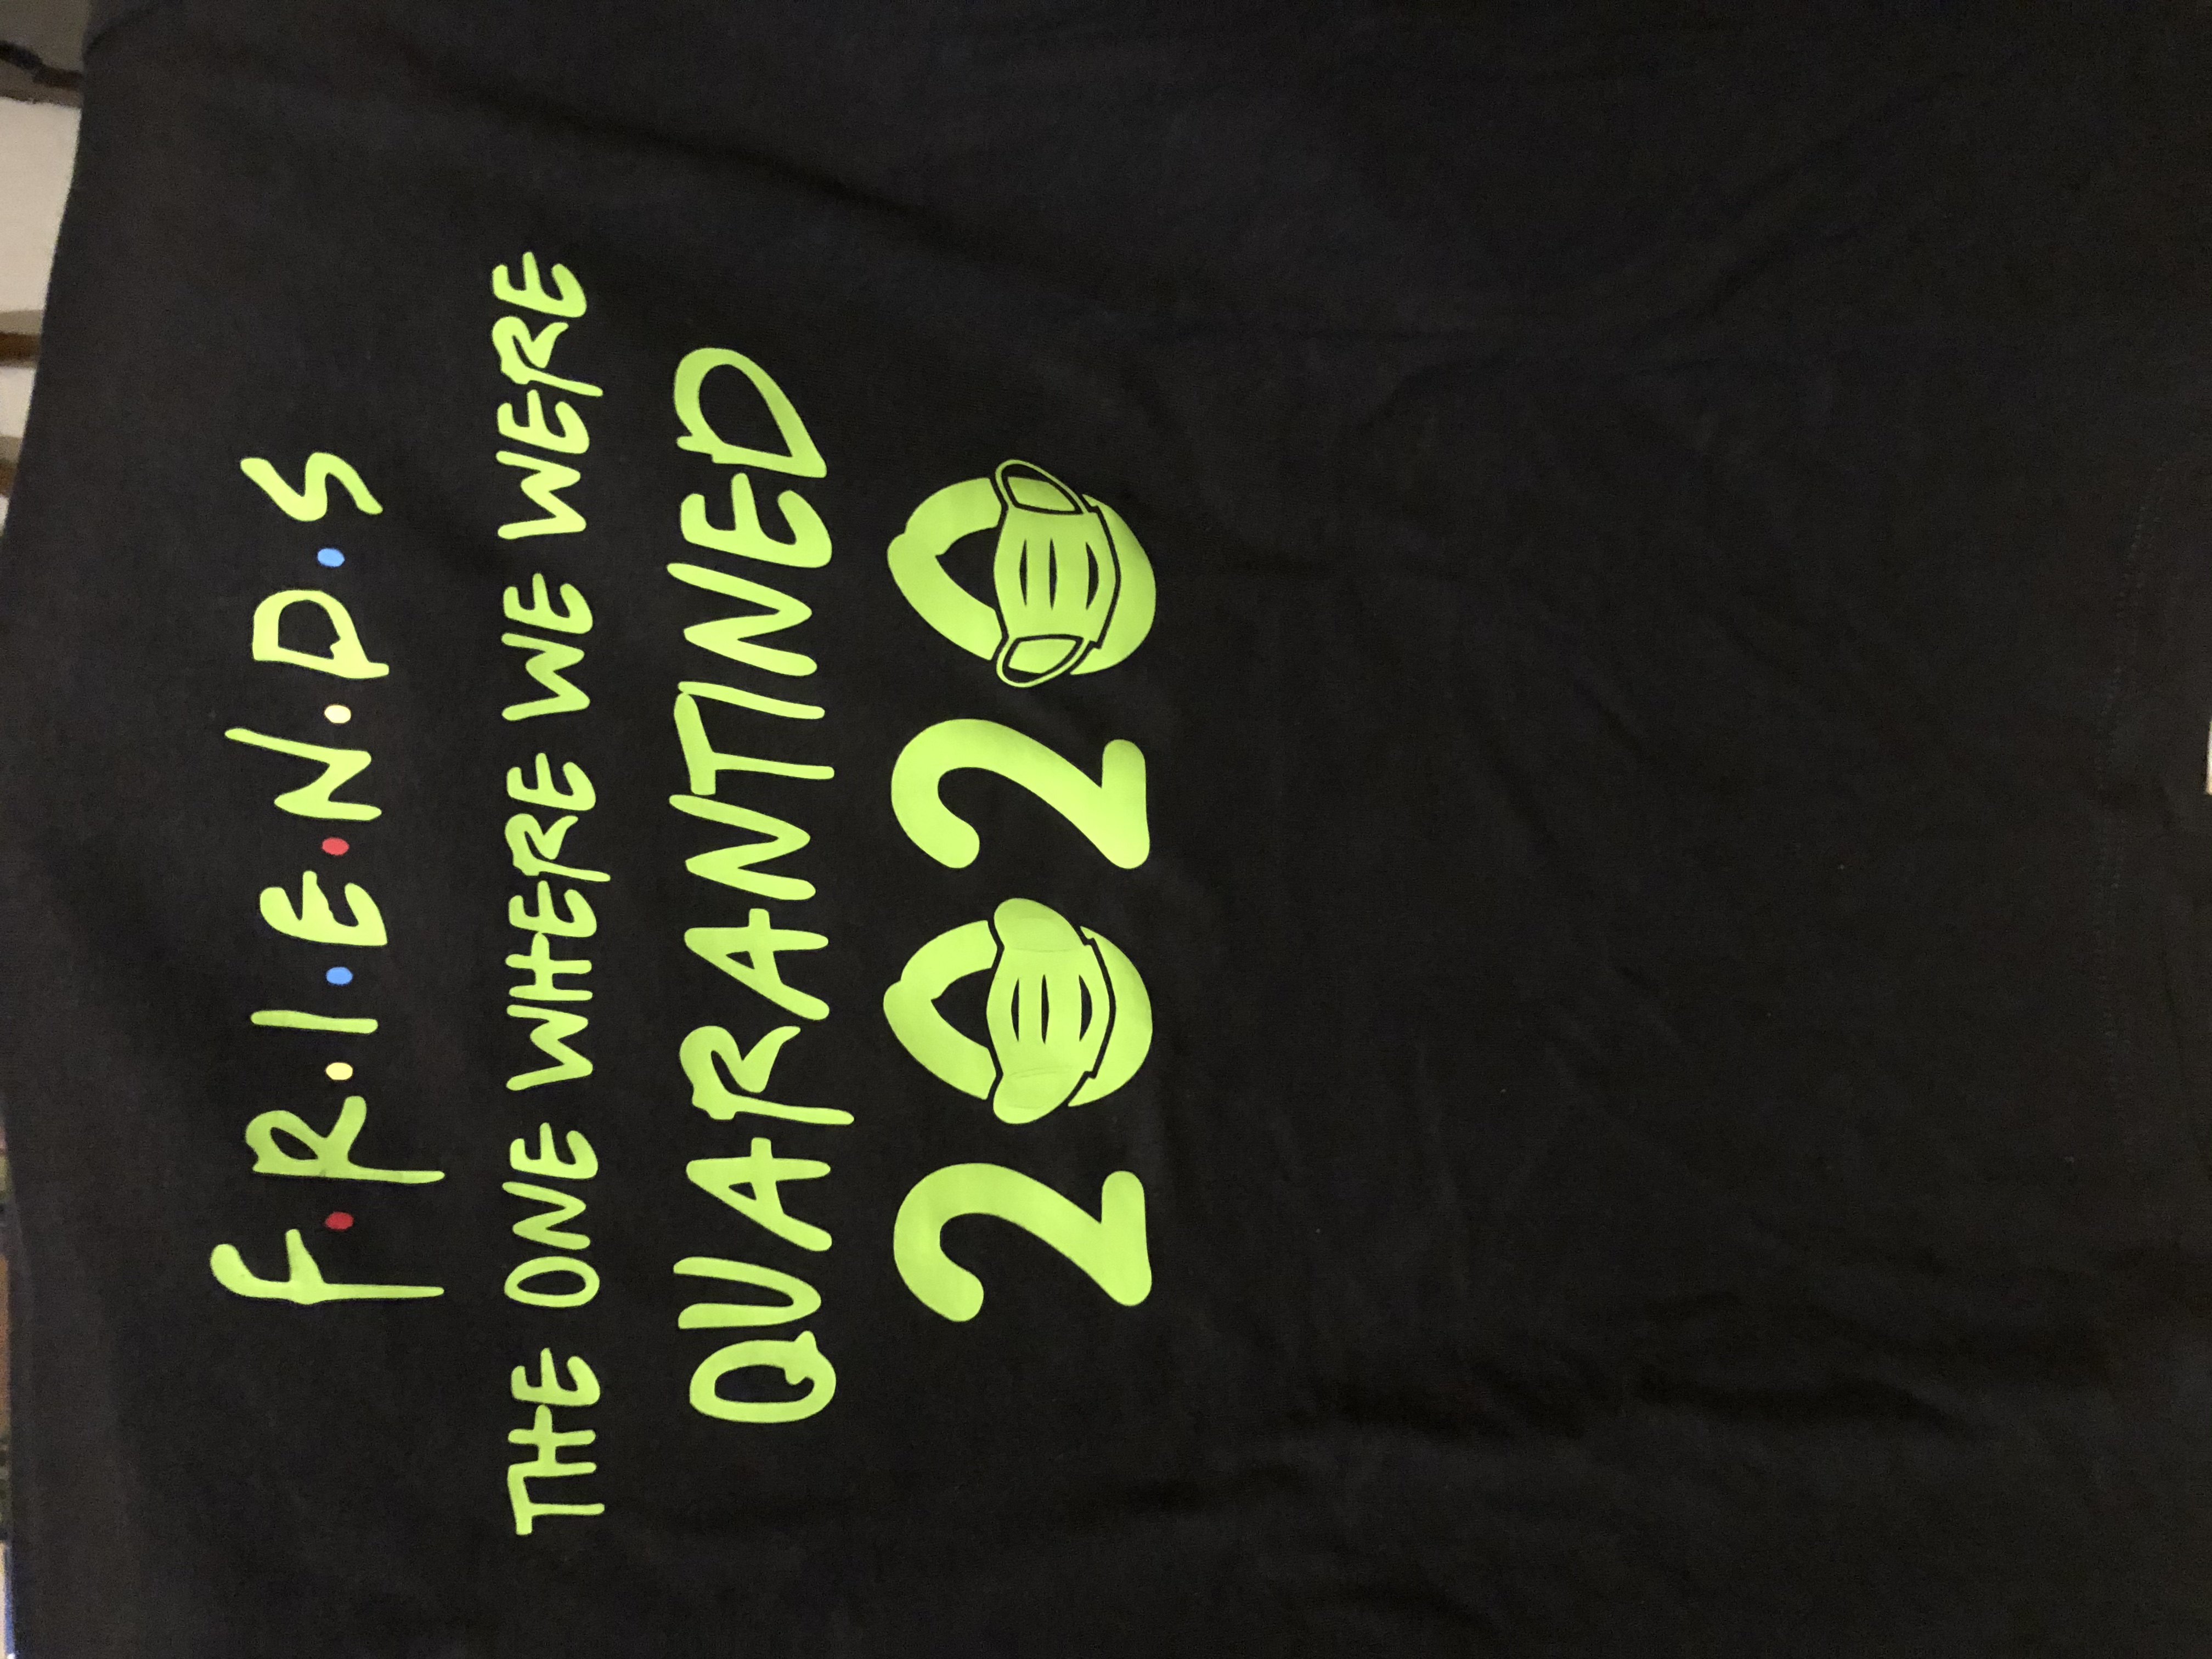 F.R.I.E.N.D.S
THE ONE WHERE WE WERE
QUARANTINED
2020